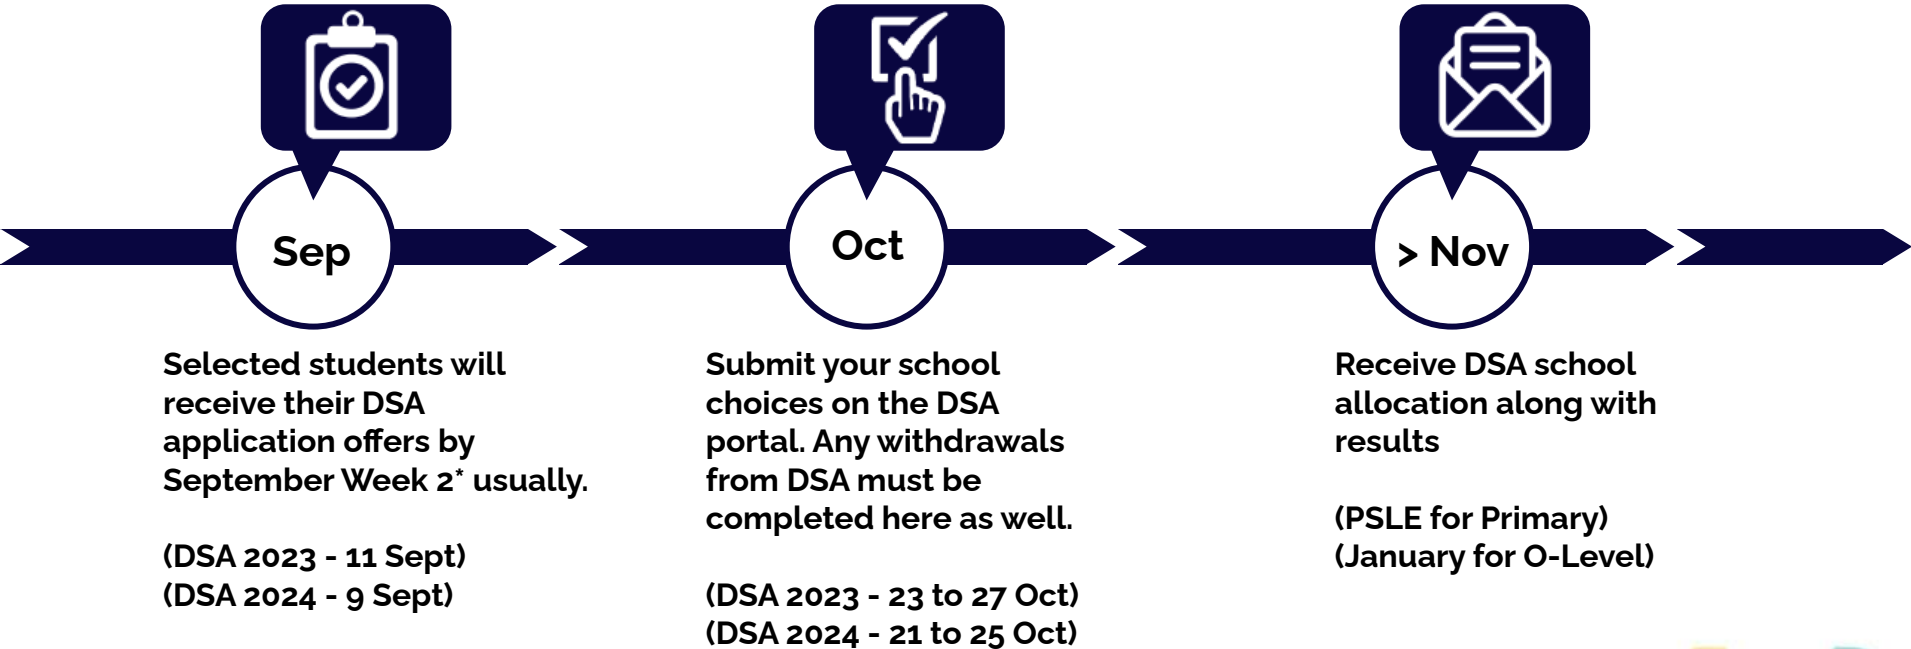 Sep
Oct
> Nov
Selected students will
receive their DSA
application offers by
September Week 2* usually.
(DSA 2023 - 11 Sept)
(DSA 2024 - 9 Sept)
Submit your school
choices on the DSA
portal. Any withdrawals
from DSA must be
completed here as well.
(DSA 2023 - 23 to 27 Oct)
(DSA 2024 - 21 to 25 Oct)
Receive DSA school
allocation along with
results
(PSLE for Primary)
(January for O-Level)